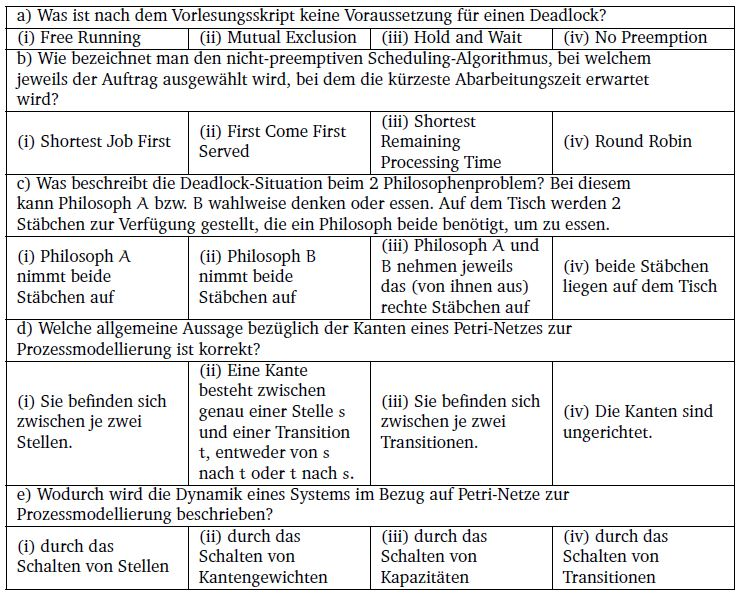 a) Was ist nach dem Vorlesungsskript keine Voraussetzung für einen Deadlock?
(i) Free Running
(ii) Mutual Exclusion
(iii) Hold and Wait
(iv) No Preemption
b) Wie bezeichnet man den nicht-preemptiven Scheduling-Algorithmus, bei welchem
jeweils der Auftrag ausgewählt wird, bei dem die kürzeste Abarbeitungszeit erwartet
wird?
(i) Shortest Job First
(ii) First Come First
Served
(iii) Shortest
Remaining
Processing Time
(iv) Round Robin
c) Was beschreibt die Deadlock-Situation beim 2 Philosophenproblem? Bei diesem
kann Philosoph A bzw. B wahlweise denken oder essen. Auf dem Tisch werden 2
Stäbchen zur Verfügung gestellt, die ein Philosoph beide benötigt, um zu essen.
(i) Philosoph A
nimmt beide
Stäbchen auf
(ii) Philosoph B
nimmt beide
Stäbchen auf
(iii) Philosoph A und
B nehmen jeweils
das (von ihnen aus)
rechte Stäbchen auf
(iv) beide Stäbchen
liegen auf dem Tisch
d) Welche allgemeine Aussage bezüglich der Kanten eines Petri-Netzes zur
Prozessmodellierung ist korrekt?
(i) Sie befinden sich
zwischen je zwei
Stellen.
(ii) Eine Kante
besteht zwischen
genau einer Stelle s
und einer Transition
t, entweder von s
nach t oder t nach s.
(iii) Sie befinden sich
zwischen je zwei
Transitionen.
(iv) Die Kanten sind
ungerichtet.
e) Wodurch wird die Dynamik eines Systems im Bezug auf Petri-Netze zur
Prozessmodellierung beschrieben?
(i) durch das
Schalten von Stellen
(ii) durch das
Schalten von
Kantengewichten
(iii) durch das
Schalten von
Kapazitäten
(iv) durch das
Schalten von
Transitionen